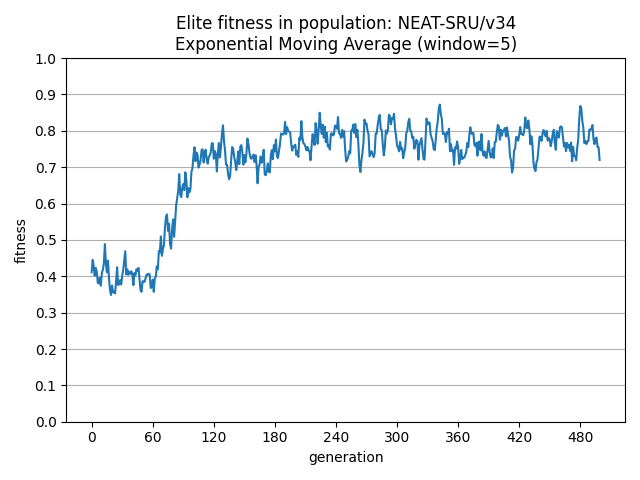 Elite fitness in population: NEAT-SRU/v34
Exponential Moving Average (window=5)
1.0
0.9
0.8
0.7
0.6
0.5
0.4
0.3
0.2
0.1
0.0
fitness
0 60 120 180 240 300 360 420 480
generation